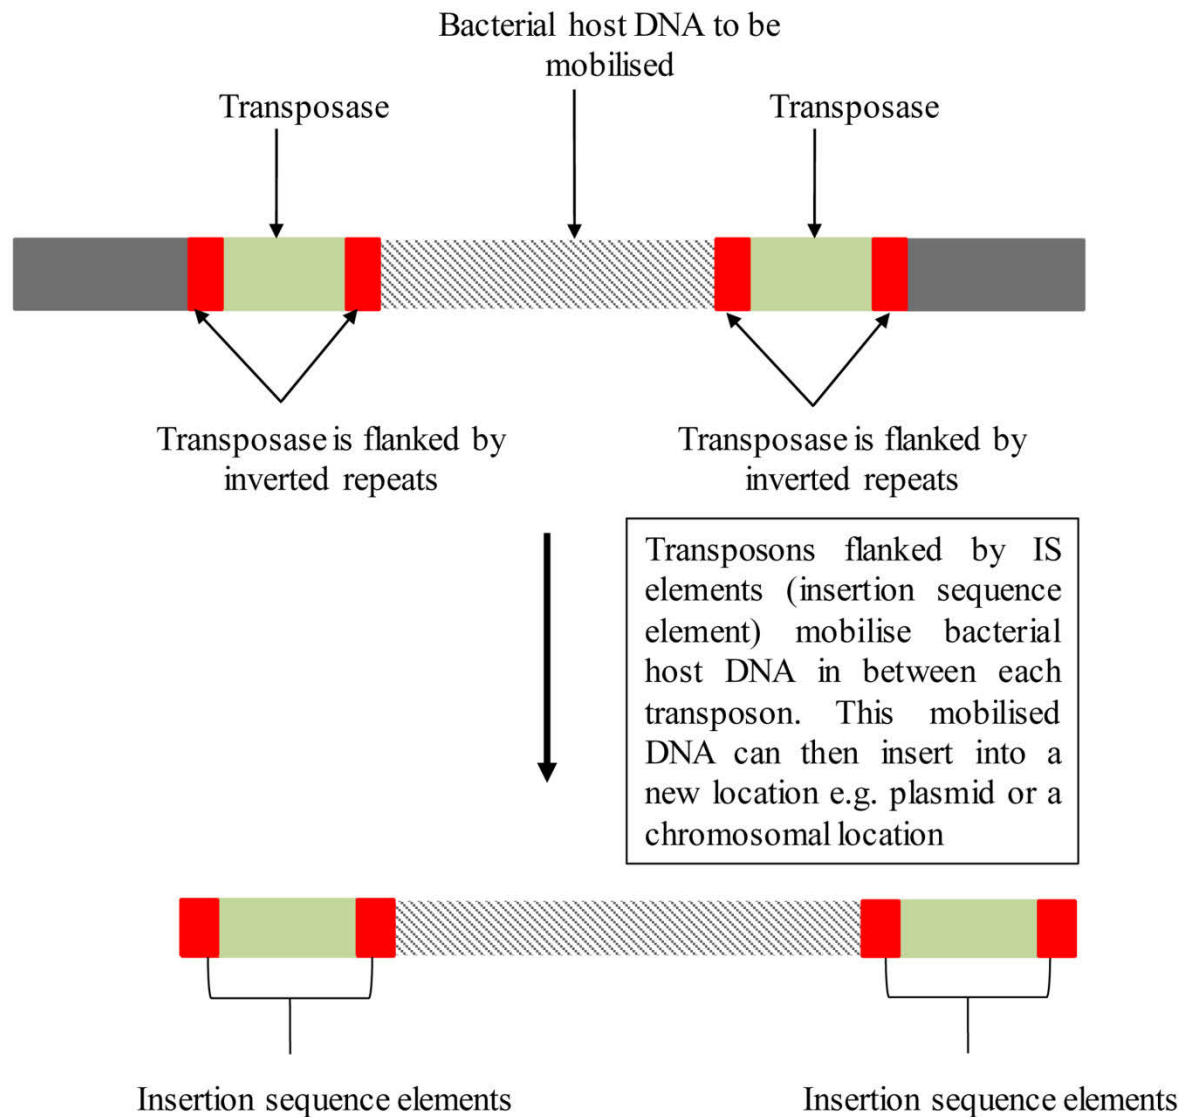 Bacterial host DNA to be
mobilised
Transposase
Transposase
Transposase is flanked by
inverted repeats
Transposase is flanked by
inverted repeats
Transposons flanked by IS
elements (insertion sequence
element) mobilise bacterial
host DNA in between each
transposon. This mobilised
DNA can then insert into a
new location e.g. plasmid or a
chromosomal location
Insertion sequence elements
Insertion sequence elements